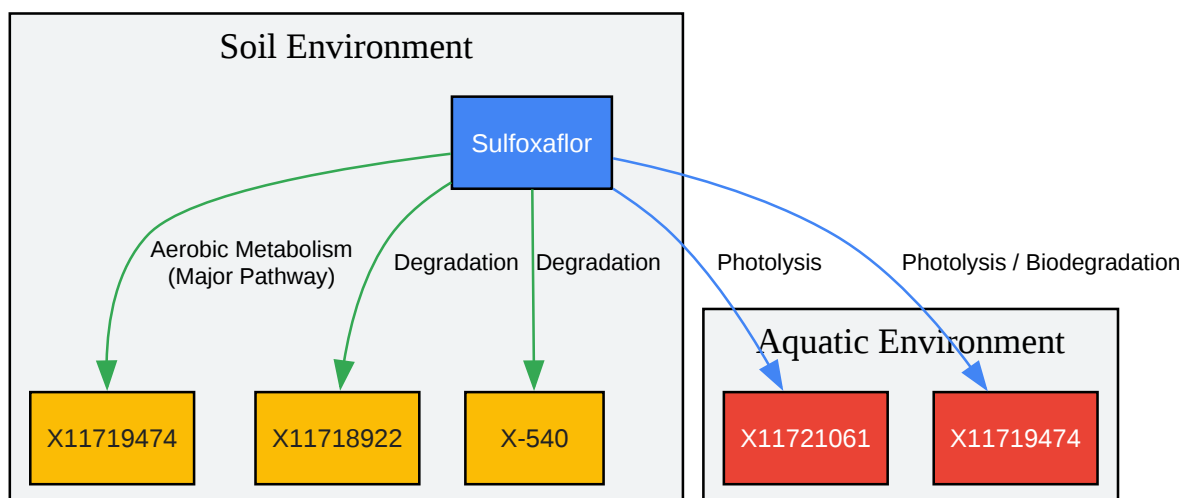 Soil Environment
Sulfoxaflor
Aerobic Metabolism
(Major Pathway)
Degradation
Degradation
Photolysis
Photolysis / Biodegradation
Aquatic Environment
X11719474
X11718922
X-540
X11721061
X11719474